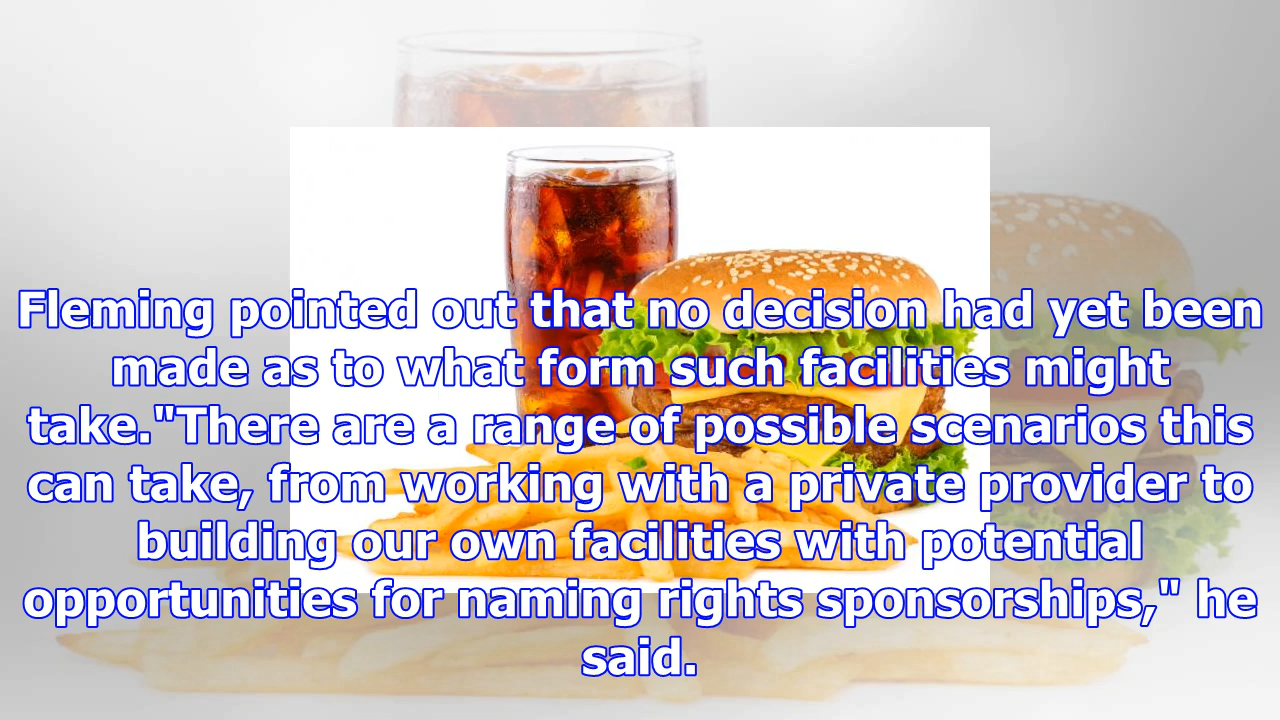 Fleming pointed out that no decision had yet been
made as to what form such facilities might
take."There are a range of possible scenarios this
can take, from working with a private provider to
building our own facilities with potential
opportunities for naming rights sponsorships," he
said.